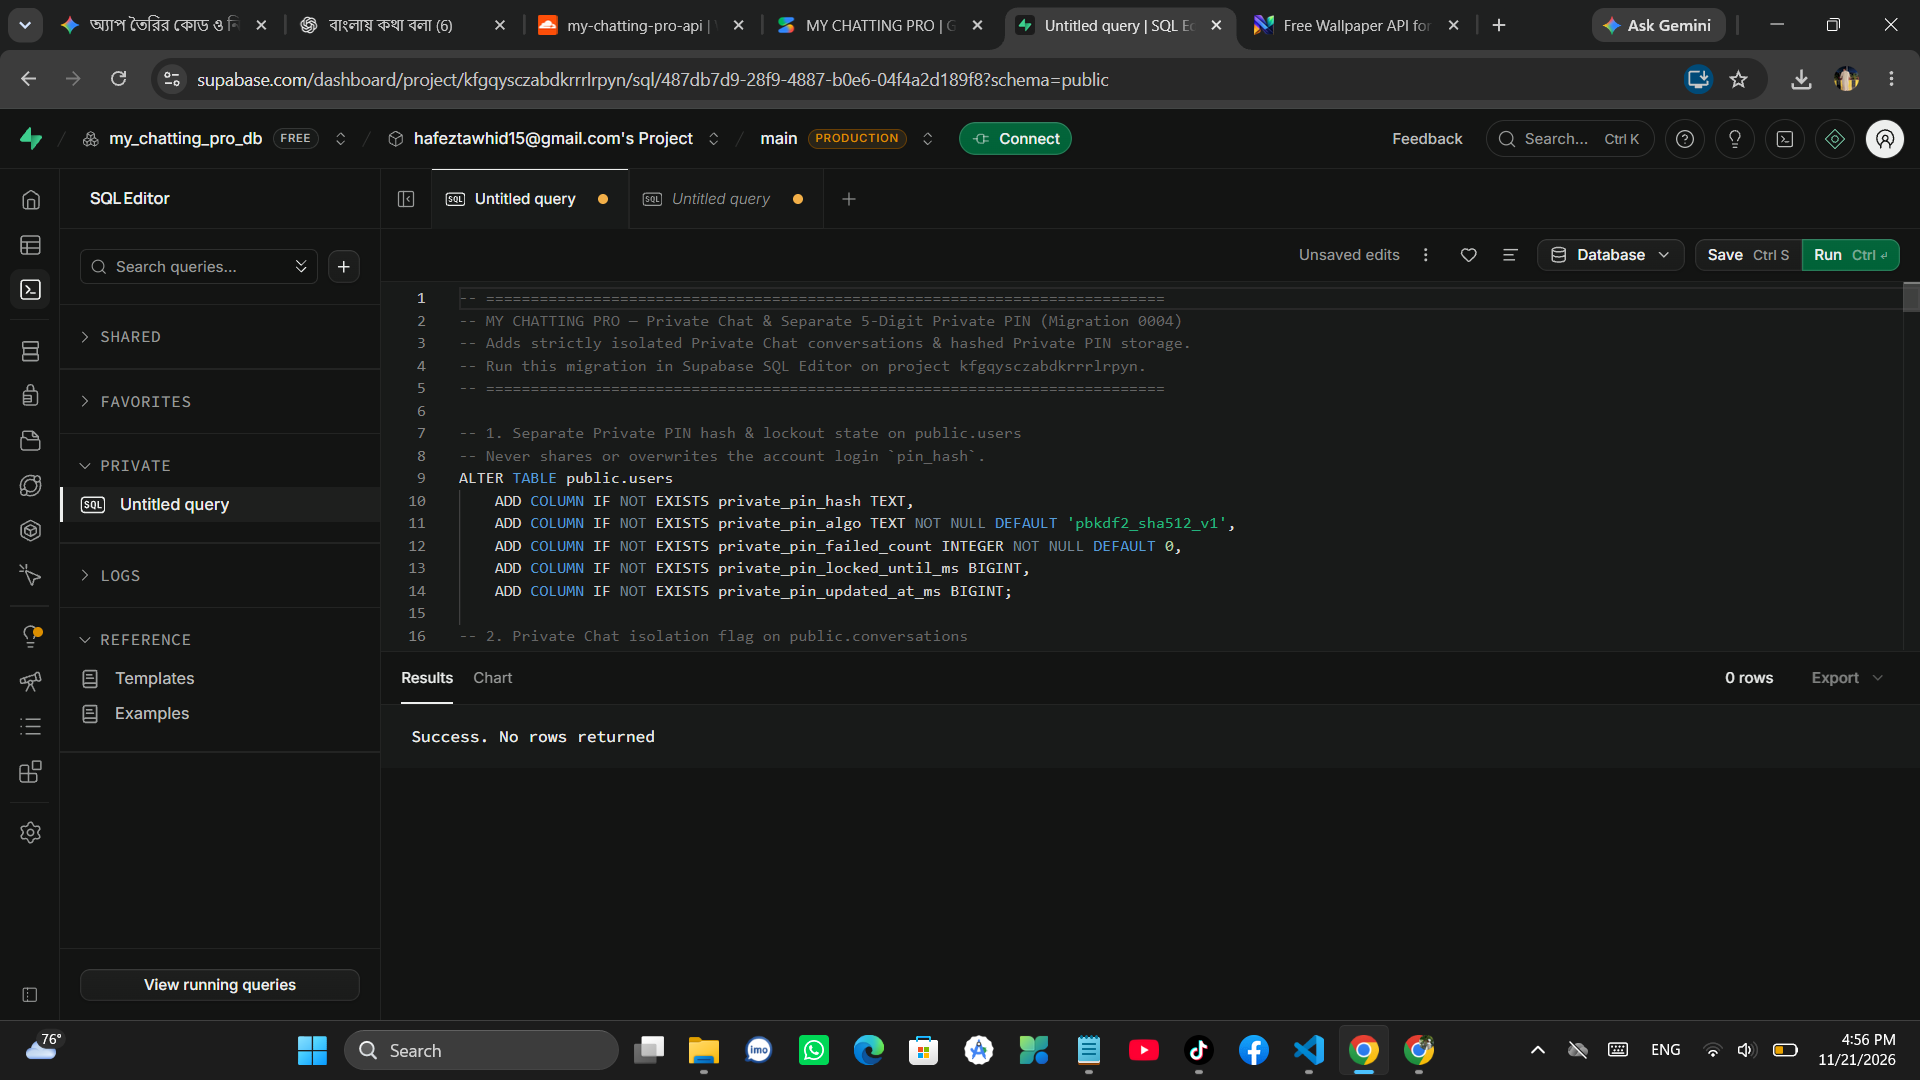 অ্যাপ তৈরির কোড ও নি
বাংলায় কথা বলা (6)
my-chatting-pro-api |
MY CHATTING PRO | G
Untitled query | SQL Ec
Free Wallpaper API for
Ask Gemini
supabase.com/dashboard/project/kfgqysczabdkrrrlrpyn/sql/487db7d9-28f9-4887-b0e6-04f4a2d189f8?schema=public
my_chatting_pro_db FREE
hafeztawhid15@gmail.com's Project
main PRODUCTION
Connect
Feedback
Search... Ctrl K
SQL Editor
SQL Untitled query
SQL Untitled query
Search queries...
Unsaved edits
Database
Save Ctrl S
Run Ctrl ↵
SHARED
FAVORITES
PRIVATE
SQL Untitled query
LOGS
REFERENCE
Templates
Examples
View running queries
1 -- ============================================================================
2 -- MY CHATTING PRO — Private Chat & Separate 5-Digit Private PIN (Migration 0004)
3 -- Adds strictly isolated Private Chat conversations & hashed Private PIN storage.
4 -- Run this migration in Supabase SQL Editor on project kfgqysczabdkrrrlrpyn.
5 -- ============================================================================
6
7 -- 1. Separate Private PIN hash & lockout state on public.users
8 -- Never shares or overwrites the account login `pin_hash`.
9 ALTER TABLE public.users
10 ADD COLUMN IF NOT EXISTS private_pin_hash TEXT,
11 ADD COLUMN IF NOT EXISTS private_pin_algo TEXT NOT NULL DEFAULT 'pbkdf2_sha512_v1',
12 ADD COLUMN IF NOT EXISTS private_pin_failed_count INTEGER NOT NULL DEFAULT 0,
13 ADD COLUMN IF NOT EXISTS private_pin_locked_until_ms BIGINT,
14 ADD COLUMN IF NOT EXISTS private_pin_updated_at_ms BIGINT;
15
16 -- 2. Private Chat isolation flag on public.conversations
Results
Chart
0 rows
Export
Success. No rows returned
76°
Search
imo
ENG
4:56 PM
11/21/2026